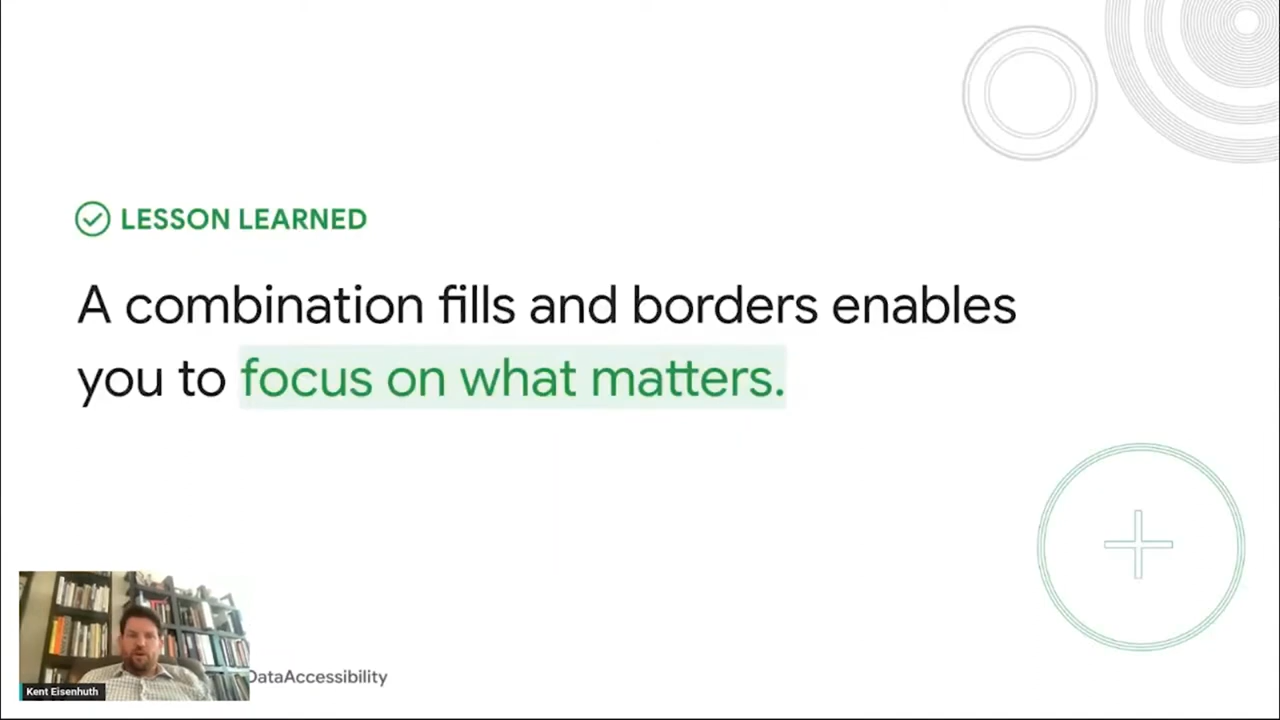 LESSON LEARNED
A combination fills and borders enables
you to focus on what matters.
Kent Eisenhuth
DataAccessibility